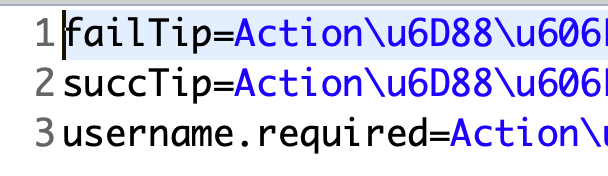 1 failTip=Action\u6D88\u606
2 succTip=Action\u6D88\u606
3 username.required=Action\